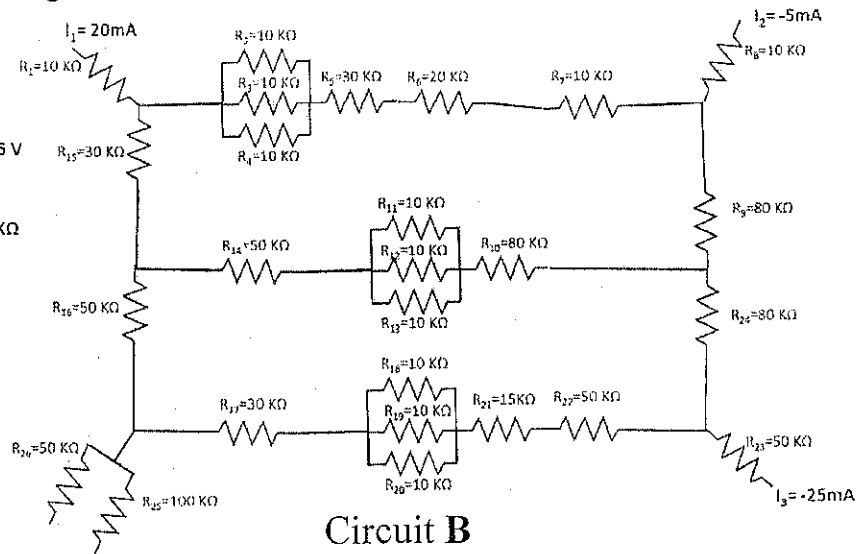 I₁ = 20mA
I₂ = -5mA
R₁=10 KΩ
R₂=10 KΩ
R₃=10 KΩ
R₄=10 KΩ
R₅=30 KΩ
R₆=20 KΩ
R₇=10 KΩ
R₈=10 KΩ
6 V
R₁₅=30 KΩ
KΩ
R₁₄=50 KΩ
R₁₁=10 KΩ
R₁₂=10 KΩ
R₁₃=10 KΩ
R₁₀=80 KΩ
R₉=80 KΩ
R₁₆=50 KΩ
R₂₄=80 KΩ
R₁₇=30 KΩ
R₁₈=10 KΩ
R₁₉=10 KΩ
R₂₀=10 KΩ
R₂₁=15KΩ
R₂₂=50 KΩ
R₂₃=50 KΩ
R₂₄=50 KΩ
R₂₅=100 KΩ
I₃= -25mA
Circuit B